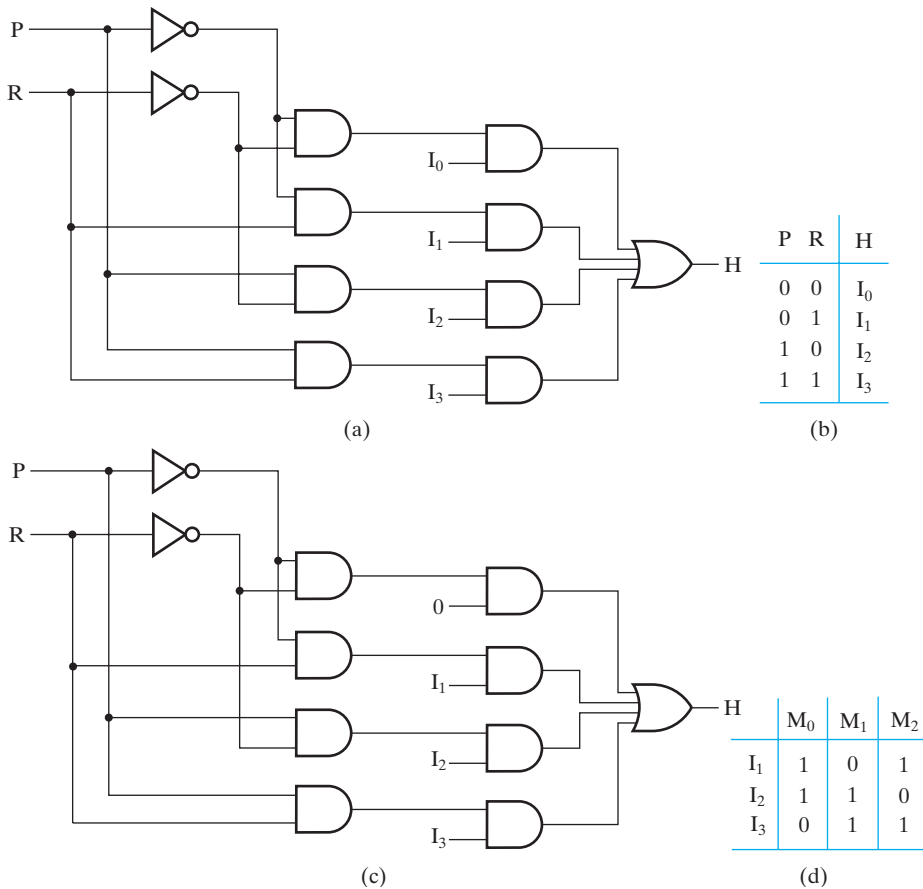 P
R
I₀
I₁
I₂
I₃
H
(a)
P R H
0 0 I₀
0 1 I₁
1 0 I₂
1 1 I₃
(b)
P
R
0
I₁
I₂
I₃
H
(c)
M₀ M₁ M₂
I₁ 1 0 1
I₂ 1 1 0
I₃ 0 1 1
(d)